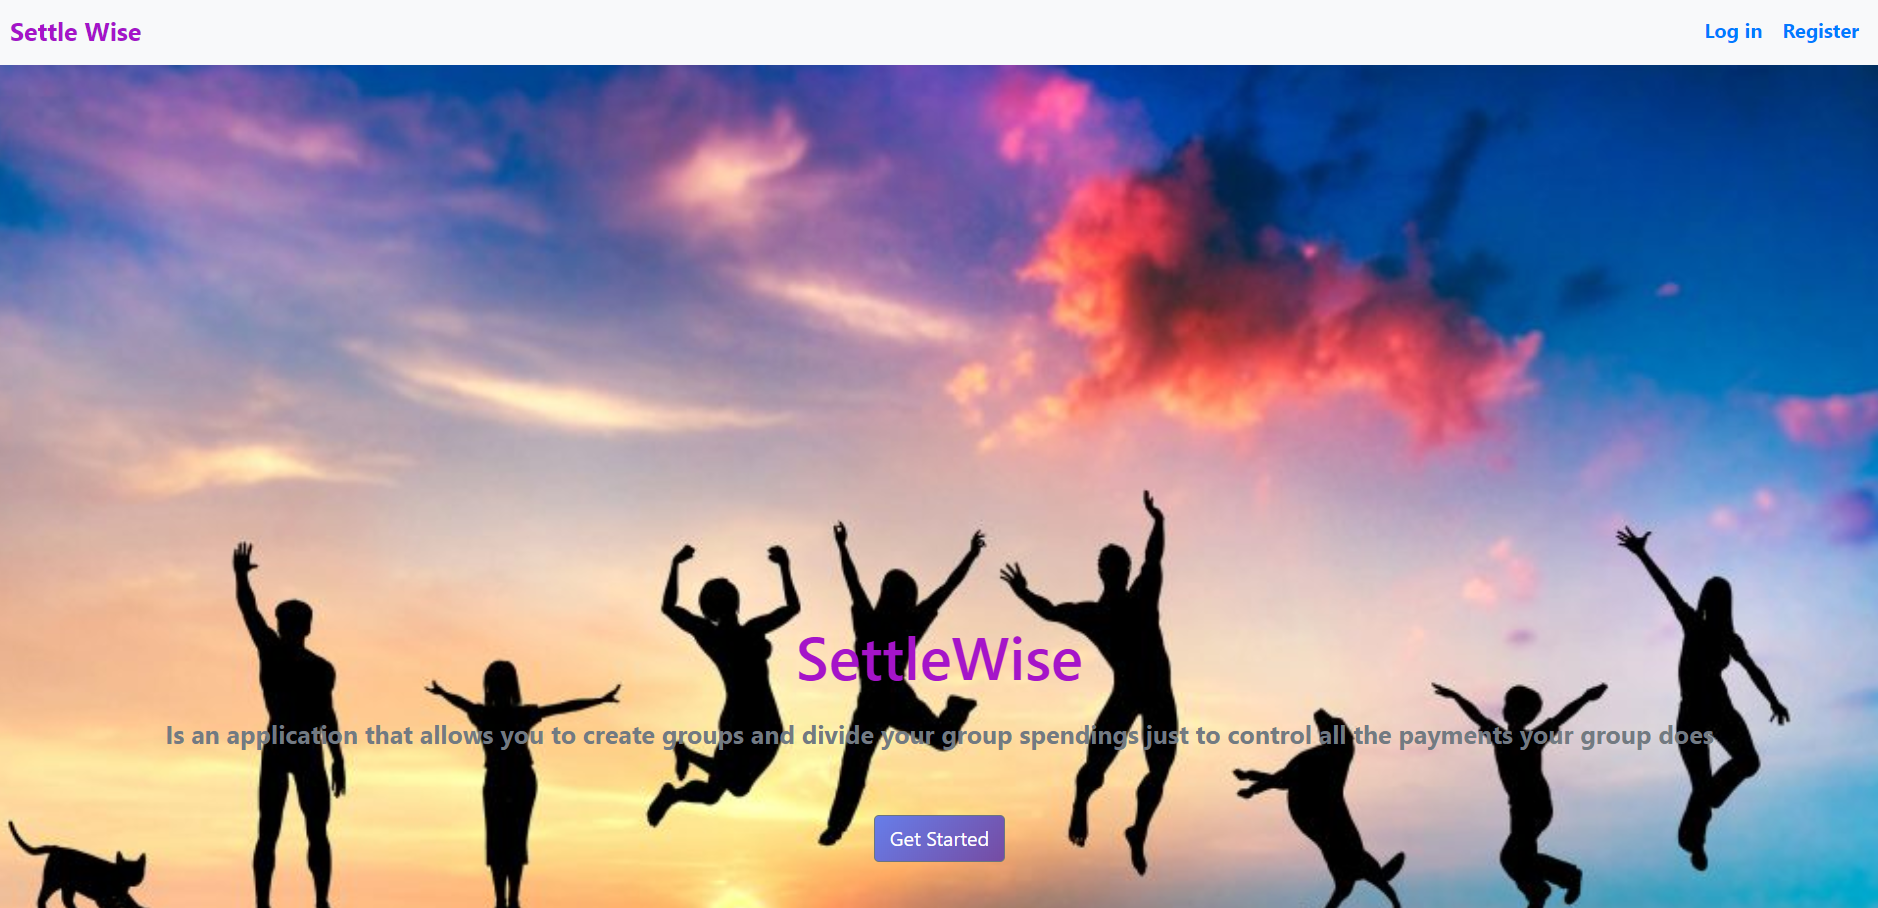 Settle Wise
Log in
Register
SettleWise
Is an application that allows you to create groups and divide your group spendings just to control all the payments your group does
Get Started